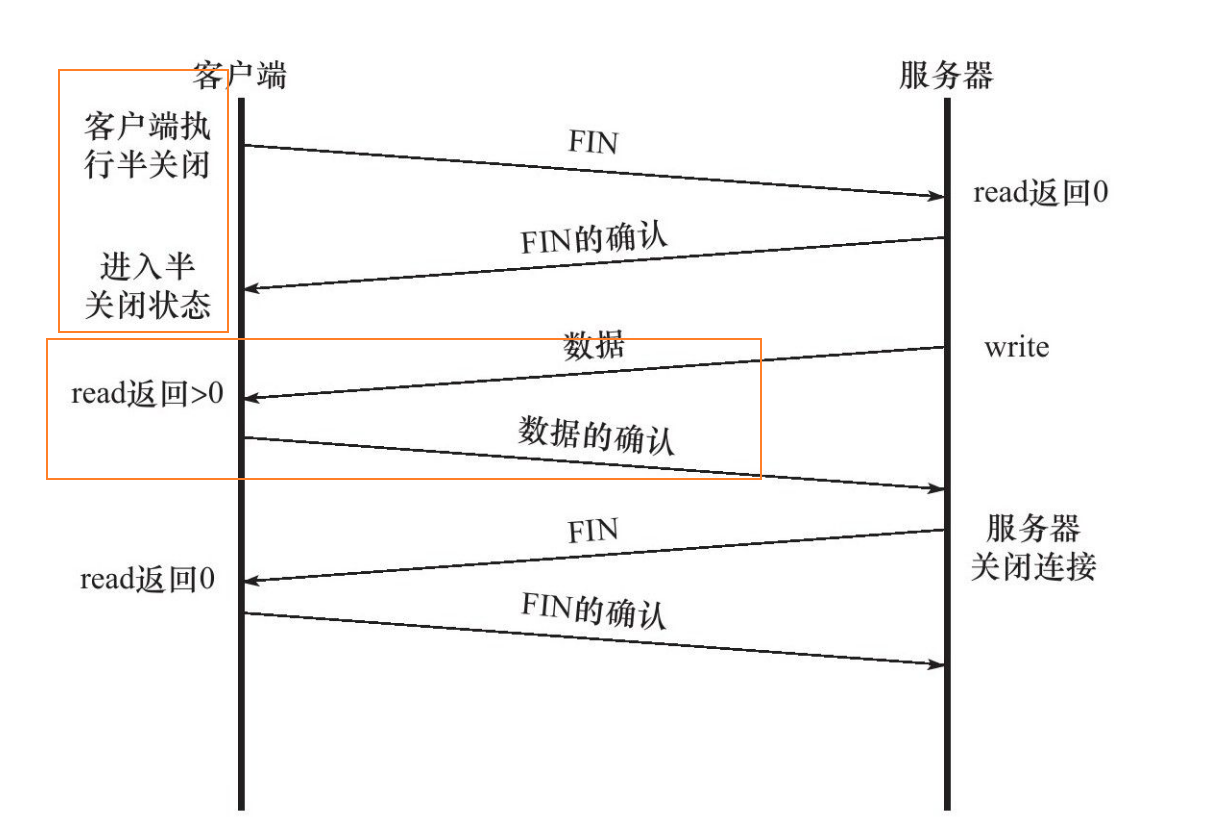 客户端
服务器
客户端执
行半关闭
FIN
read返回0
FIN的确认
进入半
关闭状态
数据
write
read返回>0
数据的确认
FIN
服务器
关闭连接
read返回0
FIN的确认